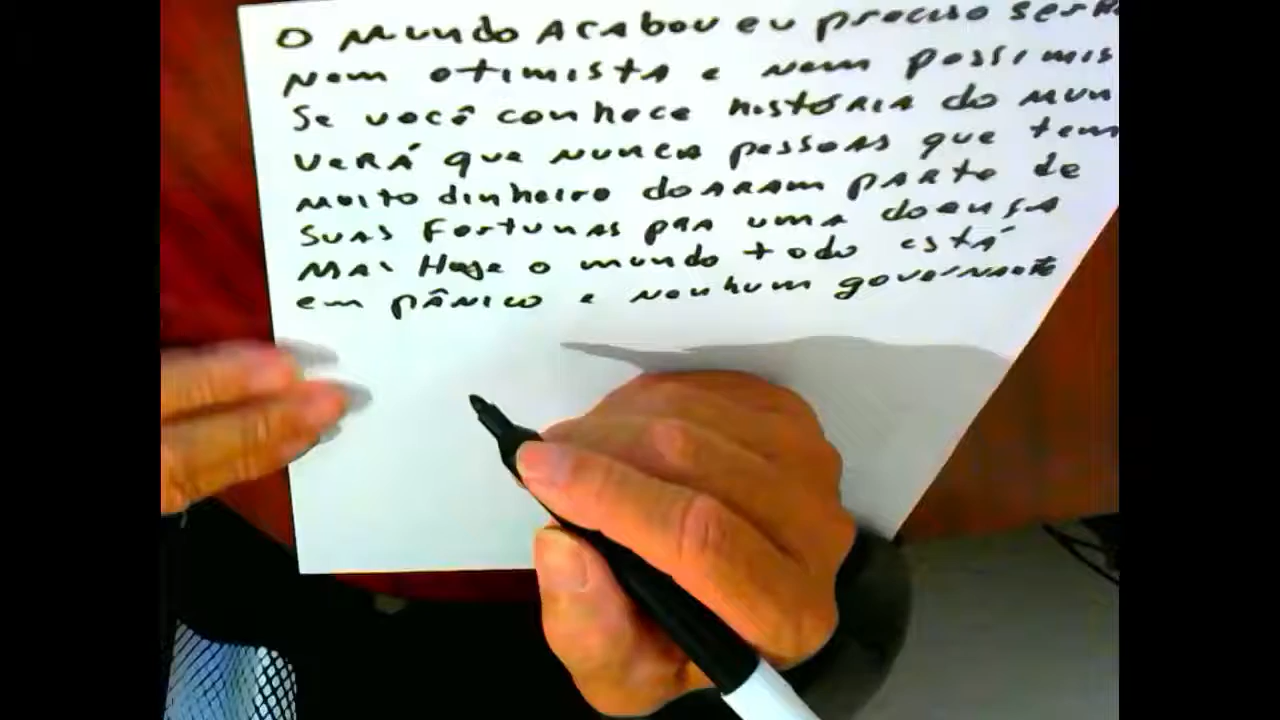 O mundo acabou eu preciso ser
nem otimista e nem possimis
Se você conhece história do mun
verá que nunca pessoas que tem
muito dinheiro doaram parte de
suas fortunas pra uma doença
Mas Hoje o mundo todo está
em pânico e nenhum governante